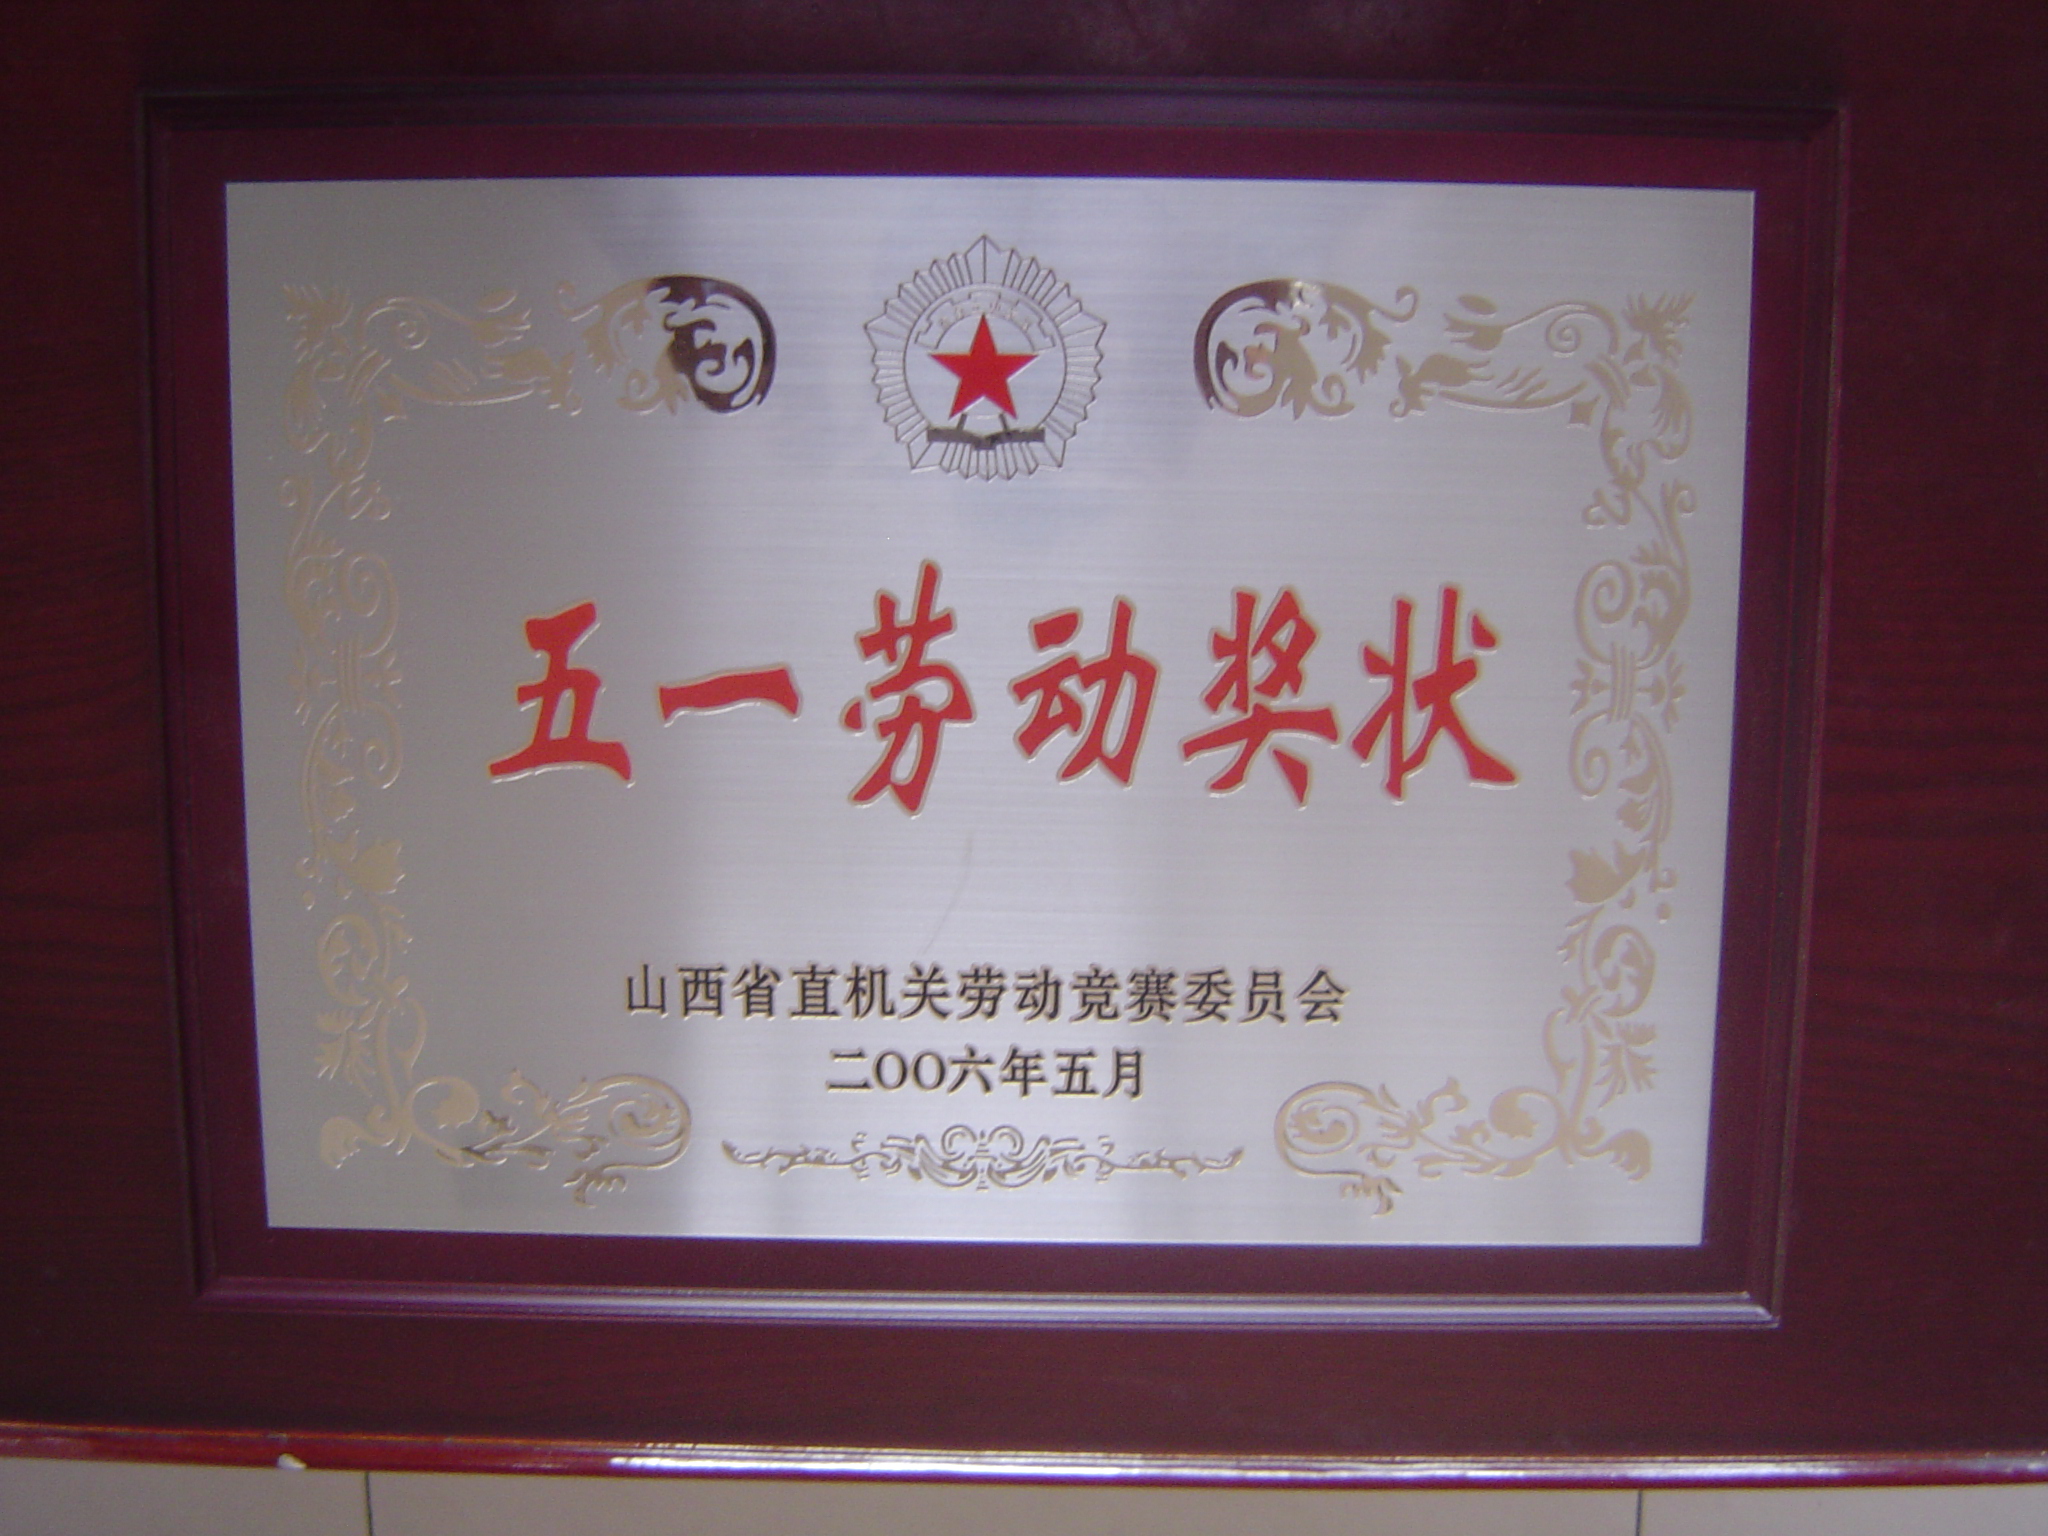 五一劳动奖状
山西省直机关劳动竞赛委员会
二OO六年五月